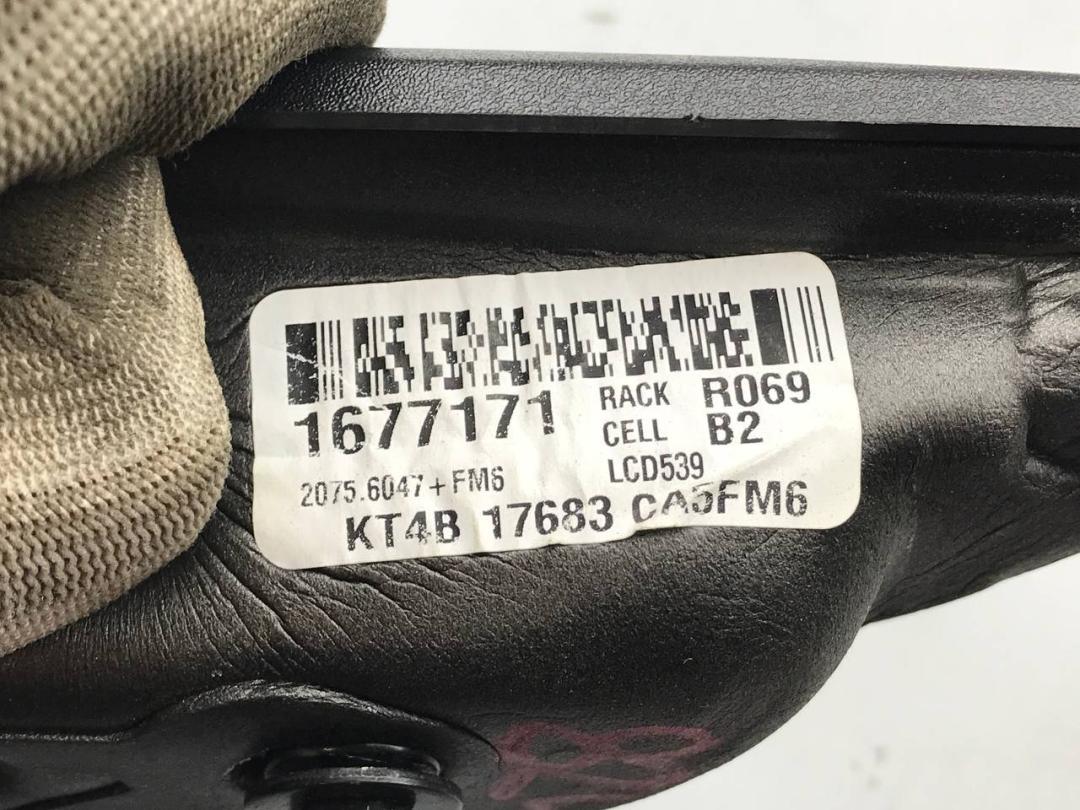 1677171 RACK R069
CELL B2
2075.6047+FM6 LCD539
KT4B 17683 CA5FM6